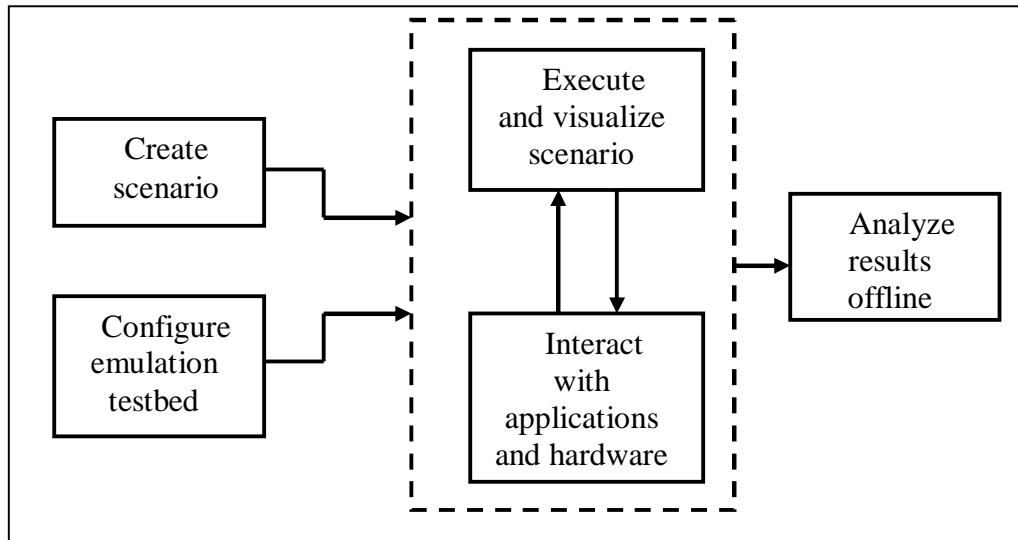 Create
scenario
Configure
emulation
testbed
Execute
and visualize
scenario
Interact
with
applications
and hardware
Analyze
results
offline